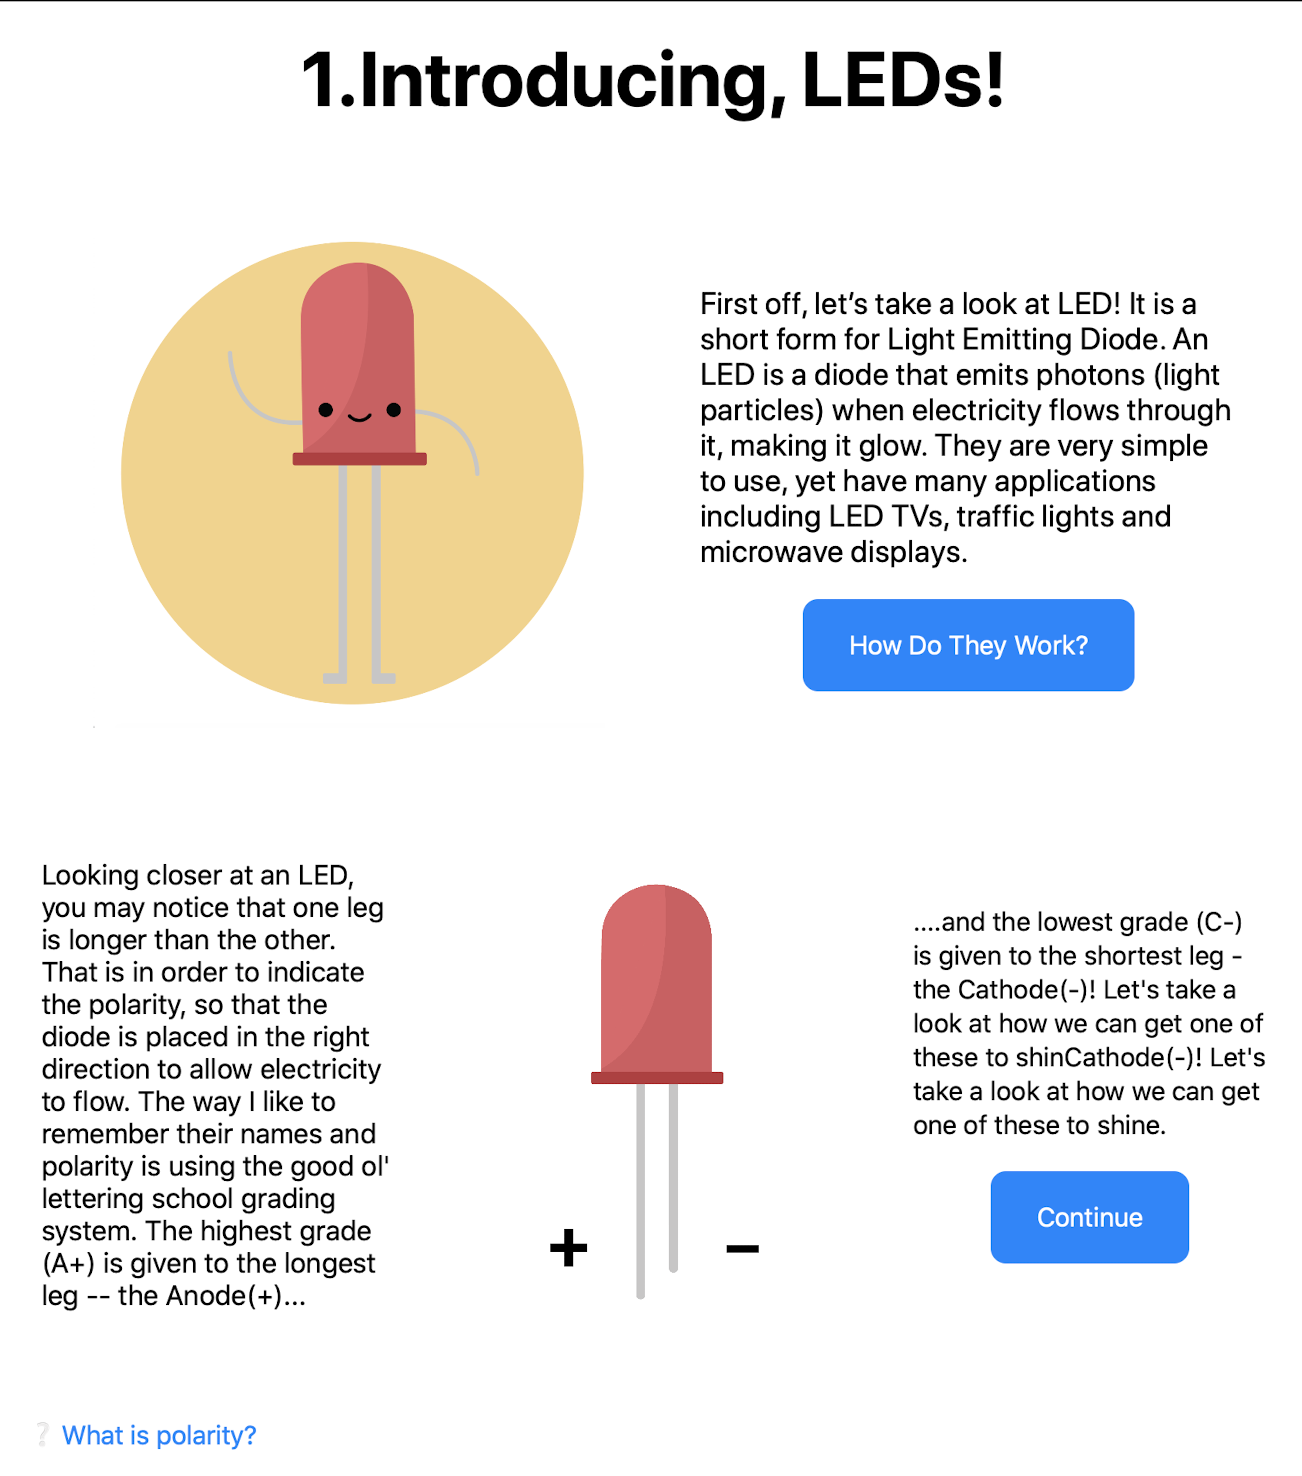 1.Introducing, LEDs!
First off, let’s take a look at LED! It is a
short form for Light Emitting Diode. An
LED is a diode that emits photons (light
particles) when electricity flows through
it, making it glow. They are very simple
to use, yet have many applications
including LED TVs, traffic lights and
microwave displays.
How Do They Work?
Looking closer at an LED,
you may notice that one leg
is longer than the other.
That is in order to indicate
the polarity, so that the
diode is placed in the right
direction to allow electricity
to flow. The way I like to
remember their names and
polarity is using the good ol'
lettering school grading
system. The highest grade
(A+) is given to the longest
leg -- the Anode(+)...
+ −
....and the lowest grade (C-)
is given to the shortest leg -
the Cathode(-)! Let's take a
look at how we can get one of
these to shinCathode(-)! Let's
take a look at how we can get
one of these to shine.
Continue
❔ What is polarity?